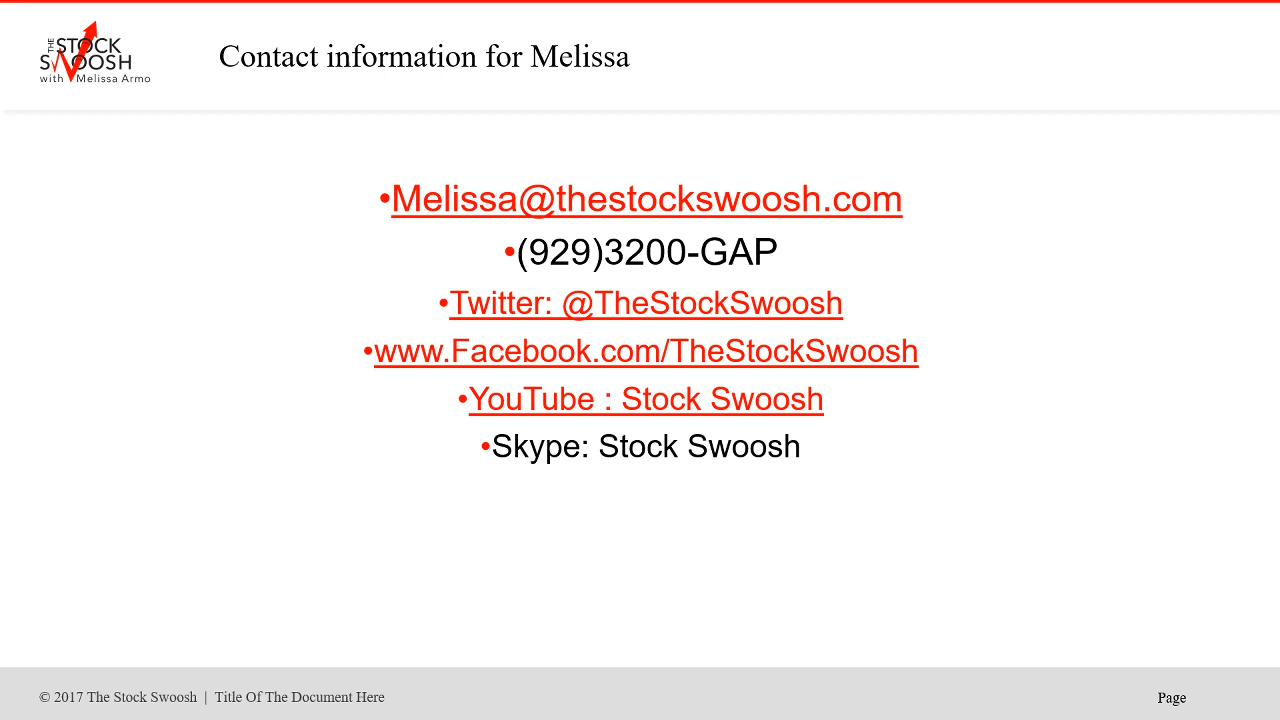 THE STOCK
SWOOSH
with Melissa Armo
Contact information for Melissa
•Melissa@thestockswoosh.com
•(929)3200-GAP
•Twitter: @TheStockSwoosh
•www.Facebook.com/TheStockSwoosh
•YouTube : Stock Swoosh
•Skype: Stock Swoosh
© 2017 The Stock Swoosh | Title Of The Document Here
Page